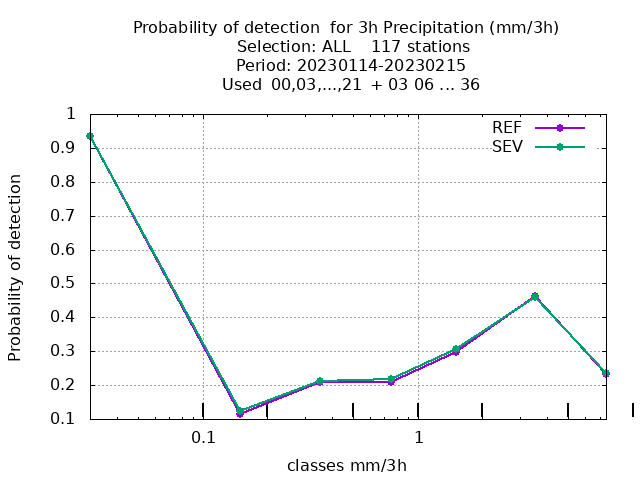 Probability of detection for 3h Precipitation (mm/3h)
Selection: ALL 117 stations
Period: 20230114-20230215
Used 00,03,...,21 + 03 06 ... 36
REF
SEV
1
0.9
0.8
0.7
0.6
0.5
0.4
0.3
0.2
0.1
Probability of detection
0.1 1
classes mm/3h